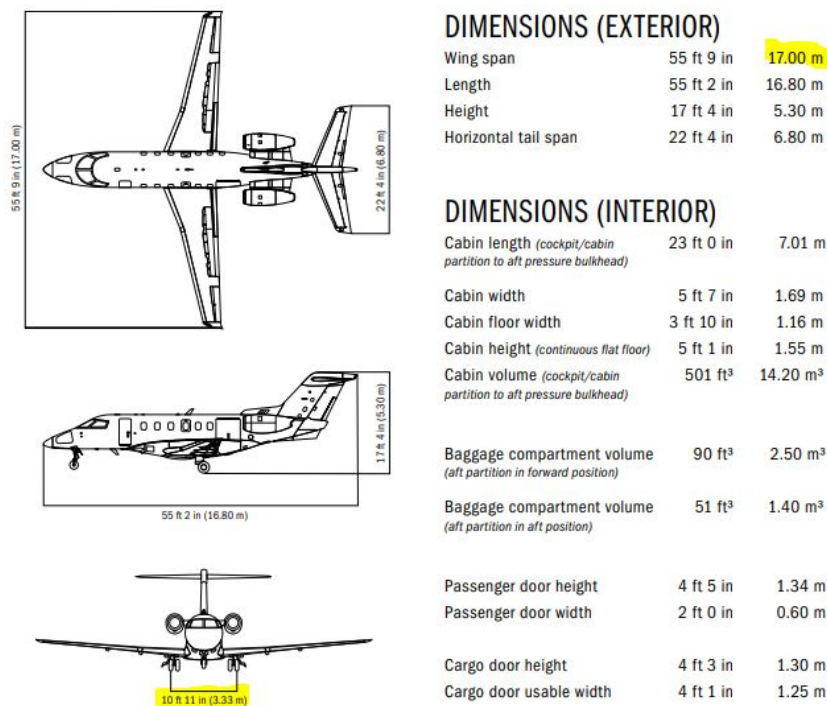 55 ft 9 in (17.00 m)
22 ft 4 in (6.80 m)
17 ft 4 in (5.30 m)
55 ft 2 in (16.80 m)
10 ft 11 in (3.33 m)
DIMENSIONS (EXTERIOR)
Wing span 55 ft 9 in 17.00 m
Length 55 ft 2 in 16.80 m
Height 17 ft 4 in 5.30 m
Horizontal tail span 22 ft 4 in 6.80 m
DIMENSIONS (INTERIOR)
Cabin length (cockpit/cabin 23 ft 0 in 7.01 m
partition to aft pressure bulkhead)
Cabin width 5 ft 7 in 1.69 m
Cabin floor width 3 ft 10 in 1.16 m
Cabin height (continuous flat floor) 5 ft 1 in 1.55 m
Cabin volume (cockpit/cabin 501 ft³ 14.20 m³
partition to aft pressure bulkhead)
Baggage compartment volume 90 ft³ 2.50 m³
(aft partition in forward position)
Baggage compartment volume 51 ft³ 1.40 m³
(aft partition in aft position)
Passenger door height 4 ft 5 in 1.34 m
Passenger door width 2 ft 0 in 0.60 m
Cargo door height 4 ft 3 in 1.30 m
Cargo door usable width 4 ft 1 in 1.25 m